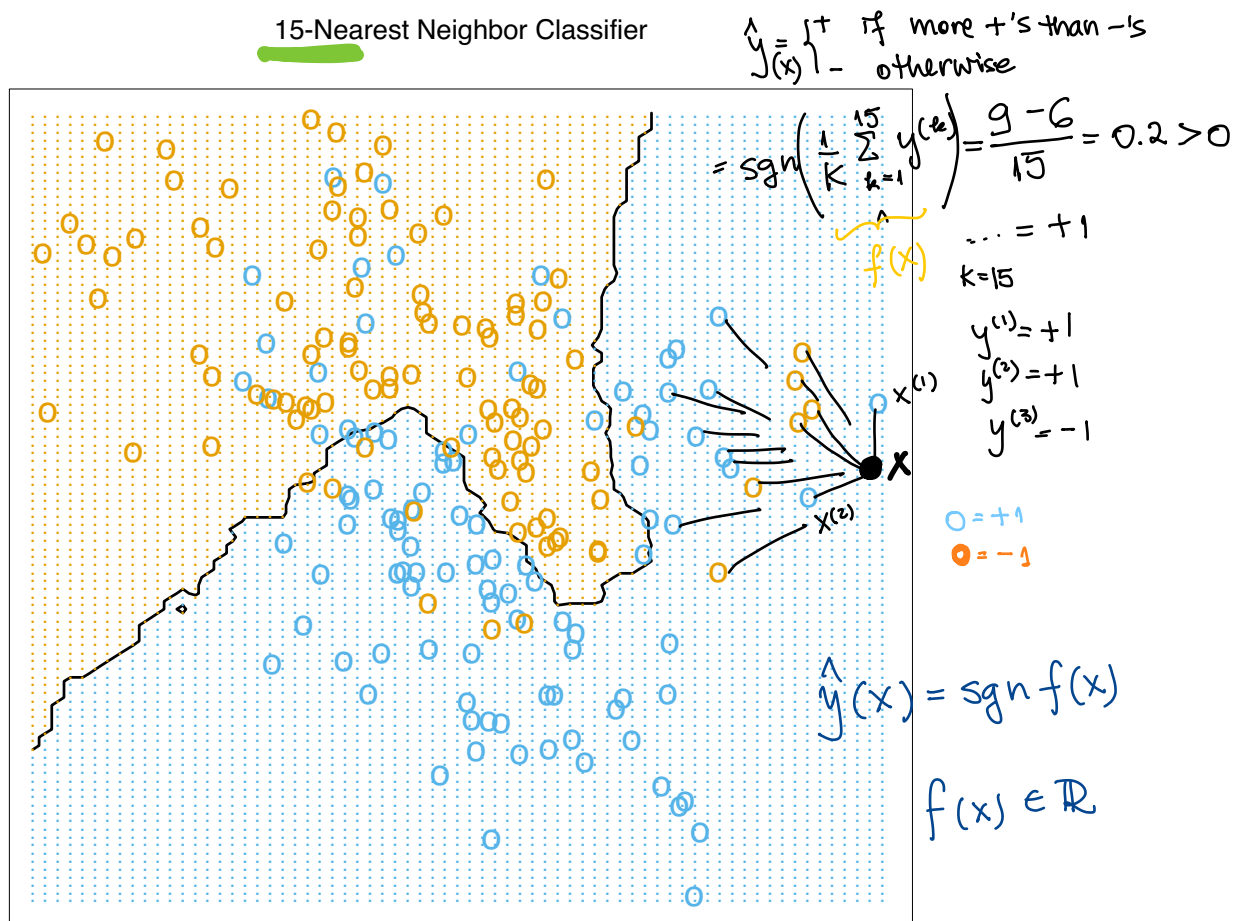 15-Nearest Neighbor Classifier
ŷ(x) = { + if more +'s than -'s
- otherwise
= sgn( 1/K Σ_{k=1}^{15} y^(k) ) = (9-6)/15 = 0.2 > 0
f(x)
... = +1
K=15
y^(1) = +1
y^(2) = +1
y^(3) = -1
x^(1)
X
x^(2)
O = +1
O = -1
ŷ(x) = sgn f(x)
f(x) ∈ ℝ